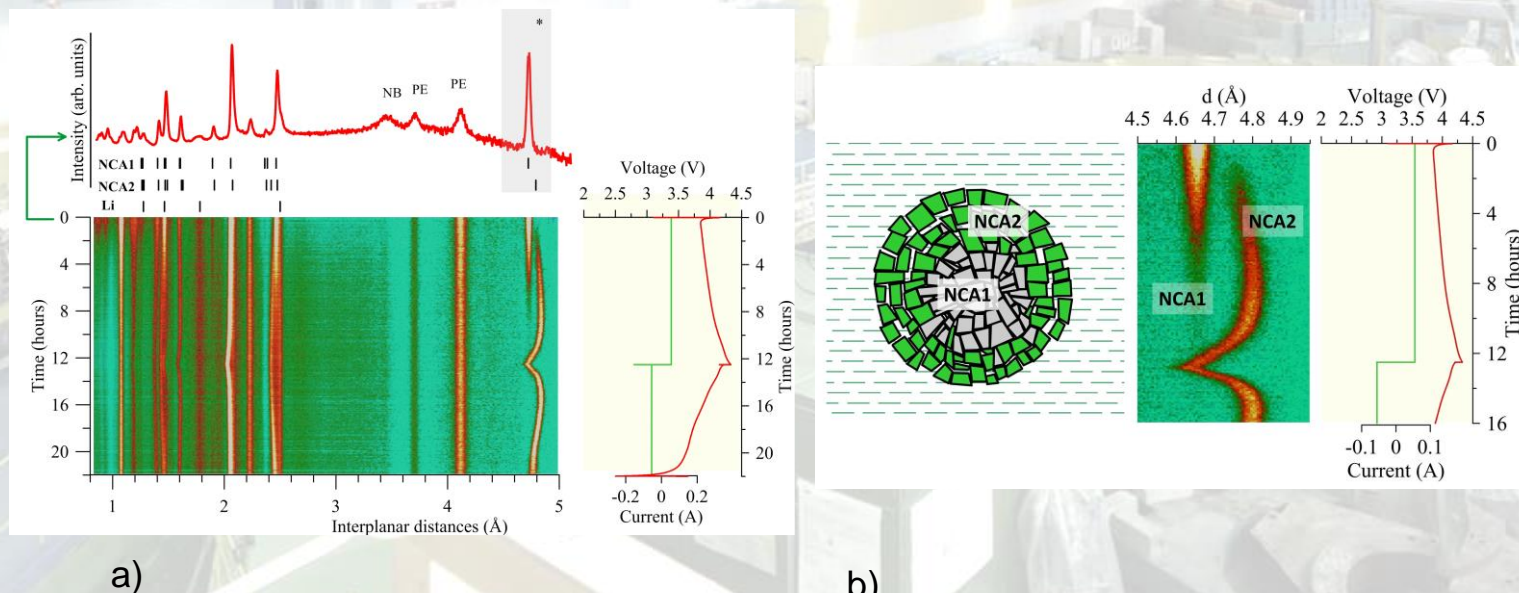 *
Intensity (arb. units)
NB
PE
PE
NCA1
NCA2
Li
0
4
8
12
16
20
Time (hours)
1
2
3
4
5
Interplanar distances (Å)
Voltage (V)
2 2.5 3 3.5 4 4.5
0
4
8
12
16
20
Time (hours)
-0.2 0 0.2
Current (A)
a)
NCA2
NCA1
d (Å)
4.5 4.6 4.7 4.8 4.9
NCA2
NCA1
Voltage (V)
2 2.5 3 3.5 4 4.5
0
4
8
12
16
Time (hours)
-0.1 0 0.1
Current (A)
b)